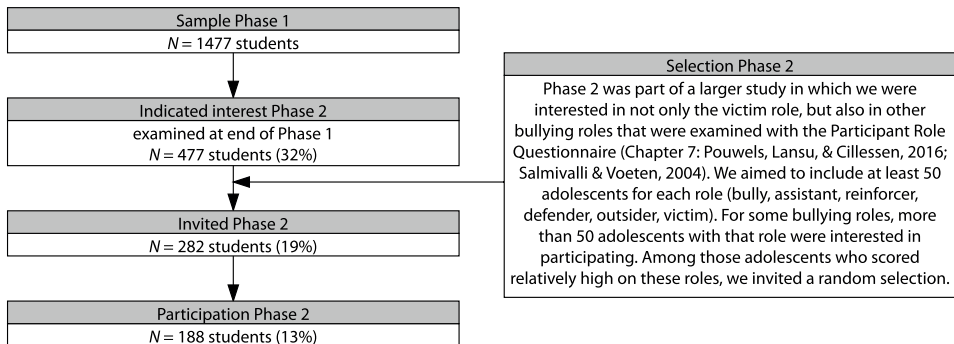 Sample Phase 1
N = 1477 students
Indicated interest Phase 2
examined at end of Phase 1
N = 477 students (32%)
Invited Phase 2
N = 282 students (19%)
Participation Phase 2
N = 188 students (13%)
Selection Phase 2
Phase 2 was part of a larger study in which we were
interested in not only the victim role, but also in other
bullying roles that were examined with the Participant Role
Questionnaire (Chapter 7: Pouwels, Lansu, & Cillessen, 2016;
Salmivalli & Voeten, 2004). We aimed to include at least 50
adolescents for each role (bully, assistant, reinforcer,
defender, outsider, victim). For some bullying roles, more
than 50 adolescents with that role were interested in
participating. Among those adolescents who scored
relatively high on these roles, we invited a random selection.